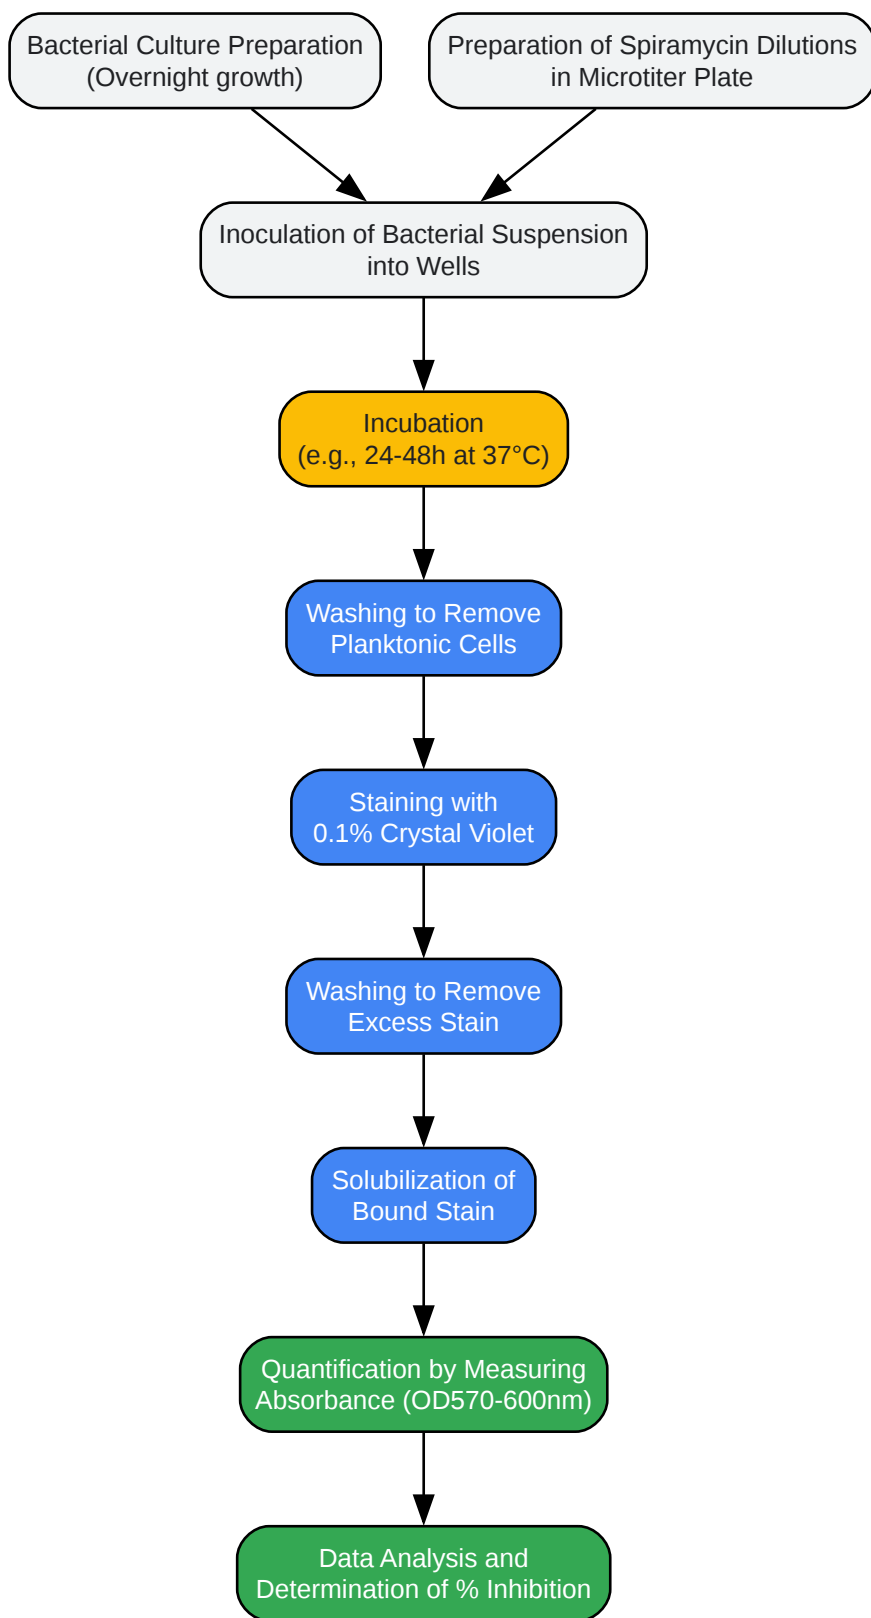 Bacterial Culture Preparation
(Overnight growth)
Preparation of Spiramycin Dilutions
in Microtiter Plate
Inoculation of Bacterial Suspension
into Wells
Incubation
(e.g., 24-48h at 37°C)
Washing to Remove
Planktonic Cells
Staining with
0.1% Crystal Violet
Washing to Remove
Excess Stain
Solubilization of
Bound Stain
Quantification by Measuring
Absorbance (OD570-600nm)
Data Analysis and
Determination of % Inhibition